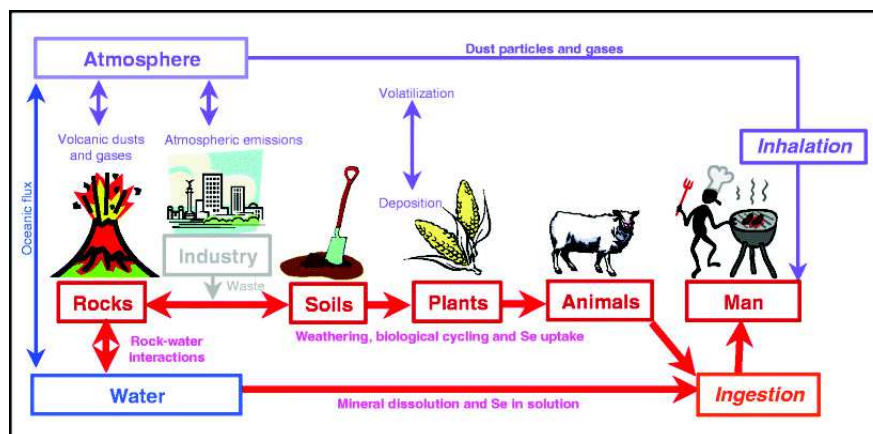 Atmosphere
Dust particles and gases
Volcanic dusts
and gases
Atmospheric emissions
Volatilization
Inhalation
Oceanic flux
Deposition
Industry
Waste
Rocks
Soils
Plants
Animals
Man
Rock-water
interactions
Weathering, biological cycling and Se uptake
Water
Mineral dissolution and Se in solution
Ingestion